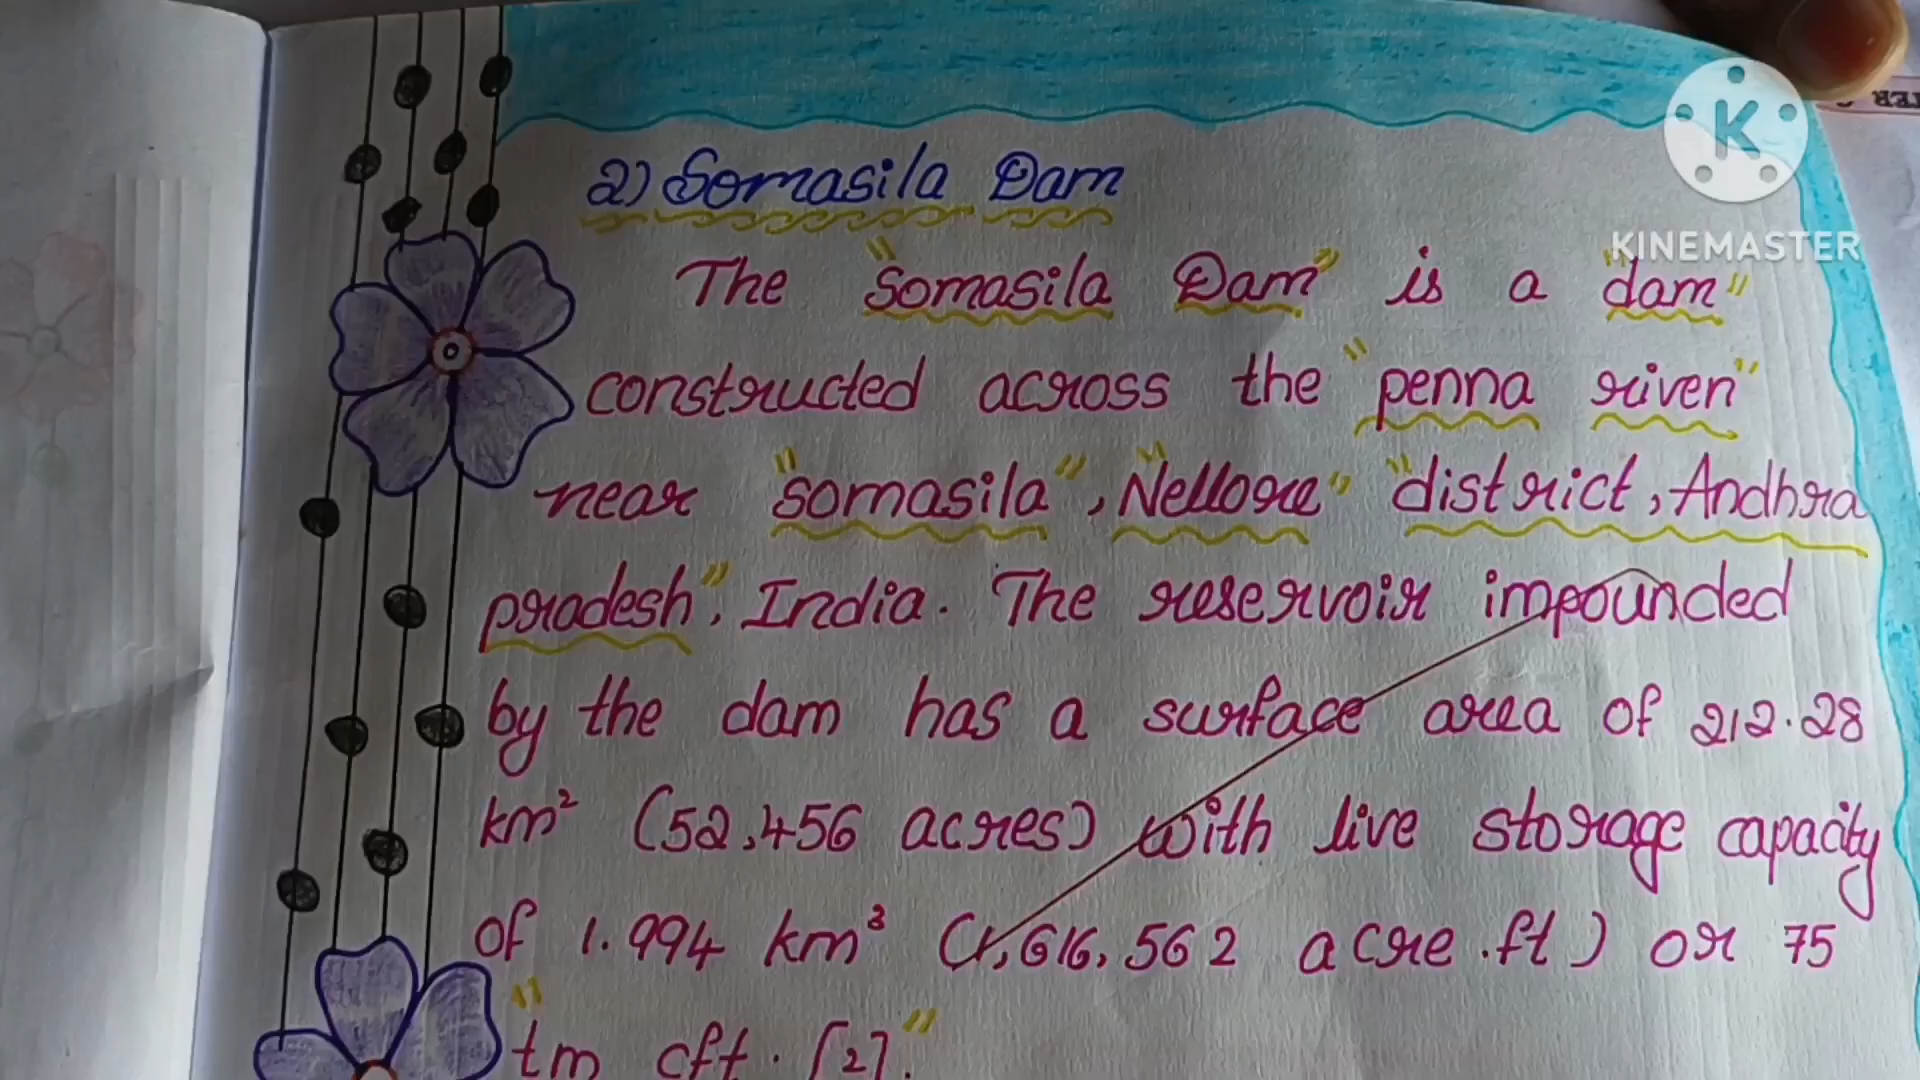 2) Somasila Dam
The "Somasila Dam" is a "dam"
constructed across the "penna river"
near "somasila", "Nellore" "district, Andhra
pradesh", India. The reservoir impounded
by the dam has a surface area of 212.28
km² (52,456 acres) with live storage capacity
of 1.994 km³ (1,616,562 acre.ft) or 75
"tm cft. [2]."
K
KINEMASTER